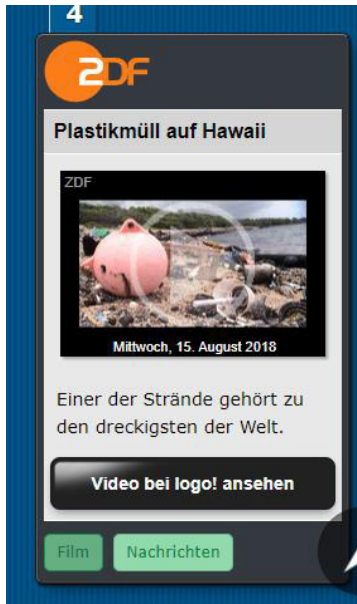 4
ZDF
Plastikmüll auf Hawaii
ZDF
Mittwoch, 15. August 2018
Einer der Strände gehört zu
den dreckigsten der Welt.
Video bei logo! ansehen
Film
Nachrichten